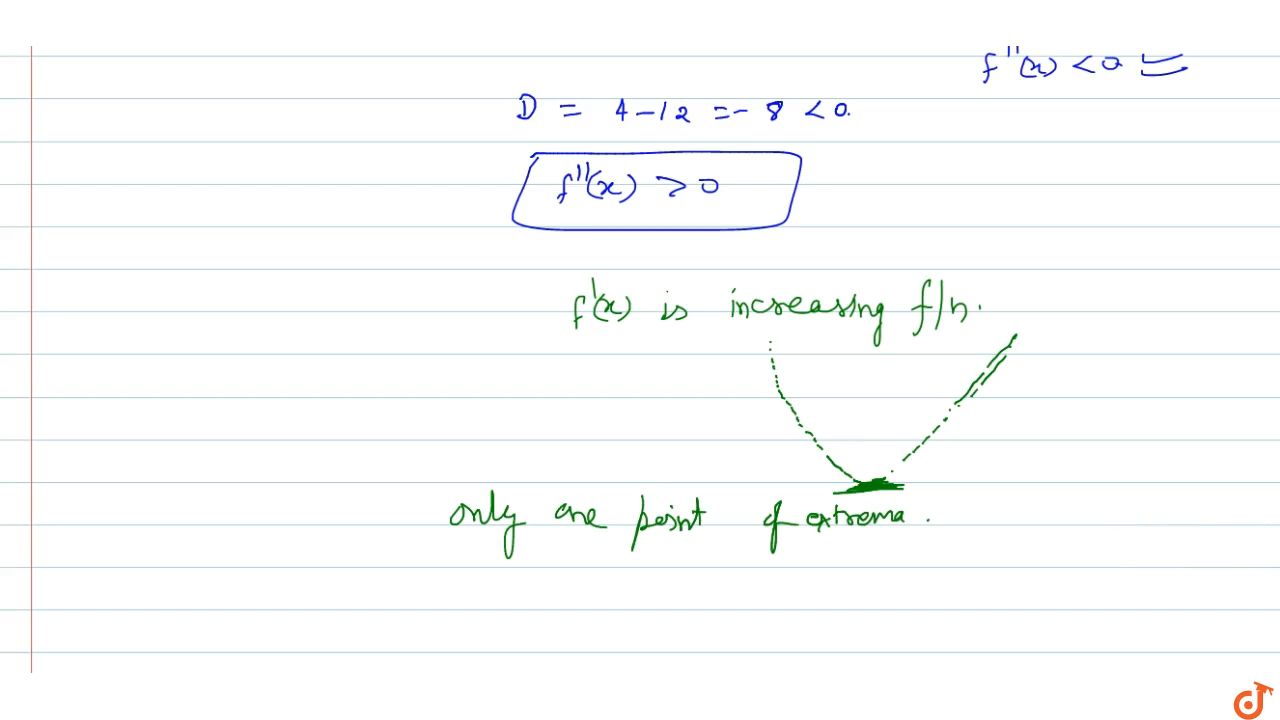 f''(x) < 0
D = 4 - 12 = - 8 < 0.
f''(x) > 0
f'(x) is increasing f/n.
only one point of extrema.